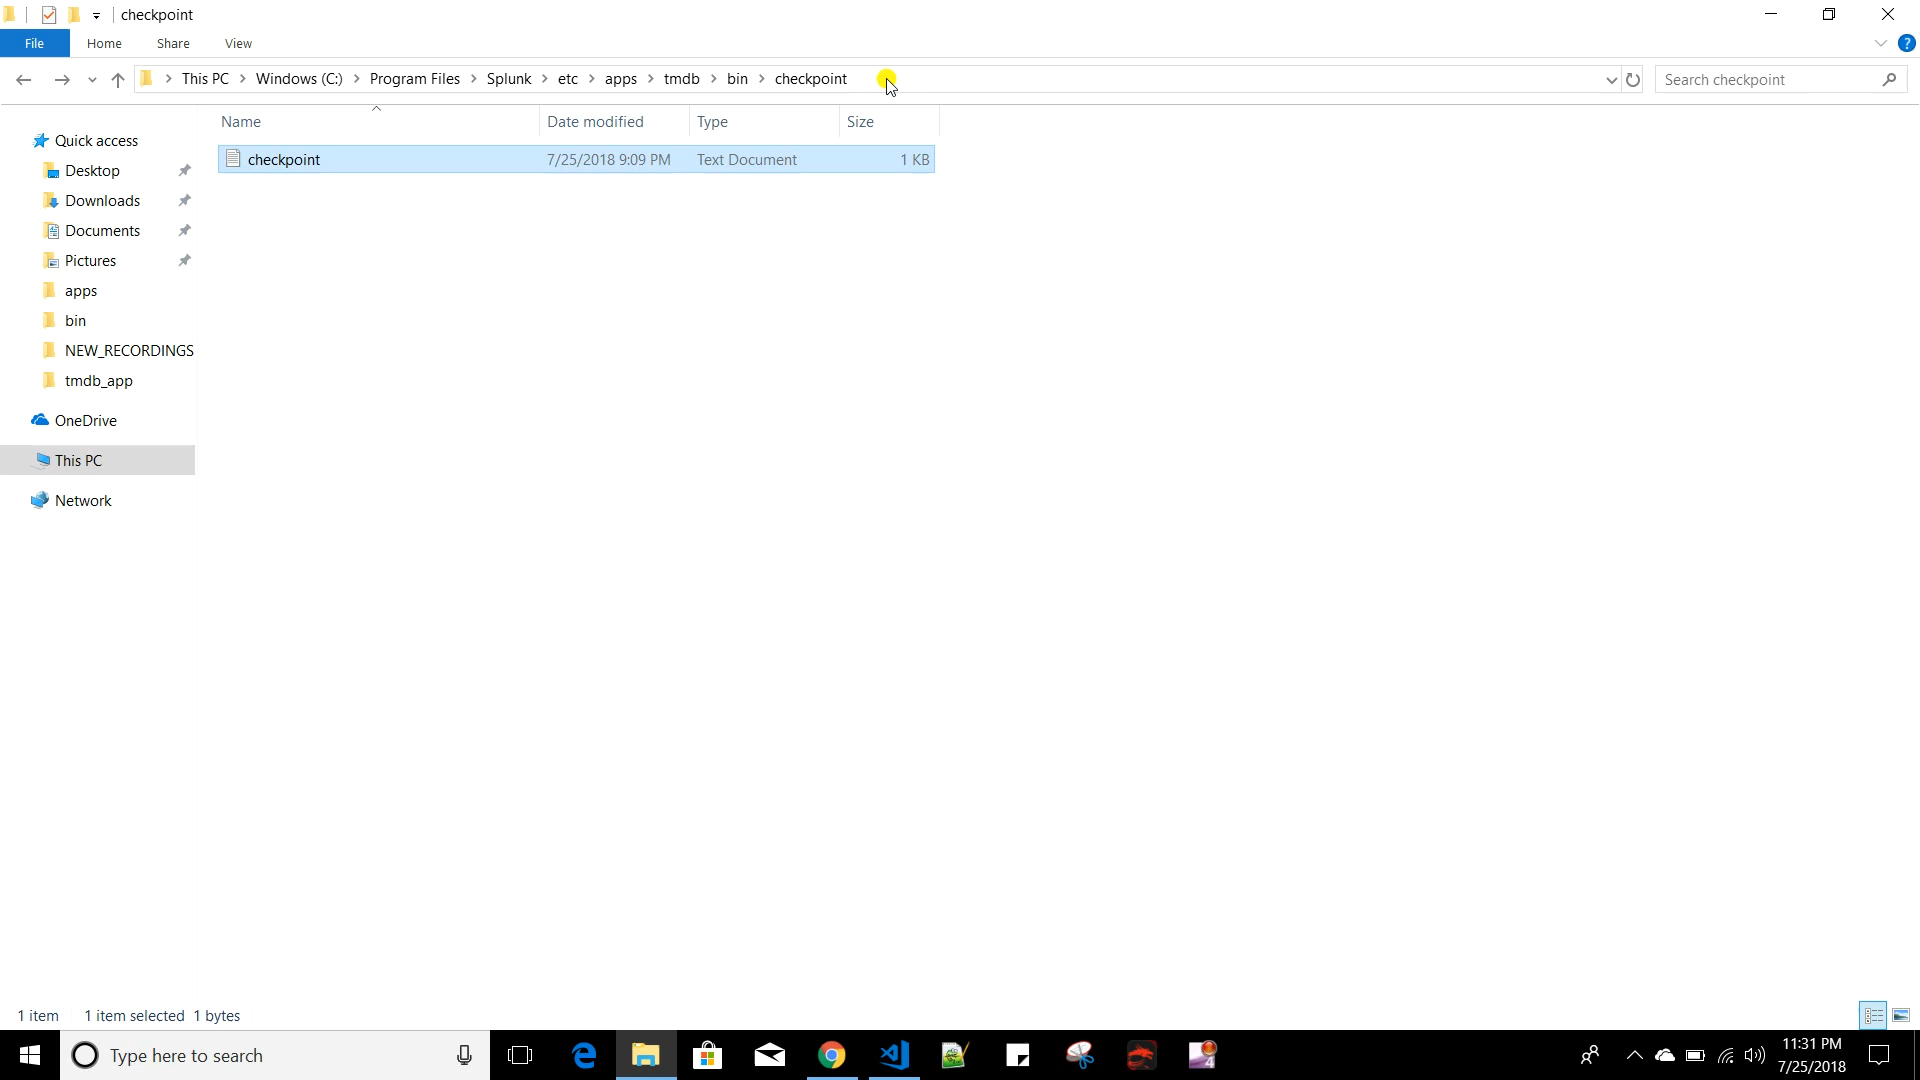 checkpoint
File Home Share View
This PC > Windows (C:) > Program Files > Splunk > etc > apps > tmdb > bin > checkpoint
Search checkpoint
Name Date modified Type Size
checkpoint 7/25/2018 9:09 PM Text Document 1 KB
Quick access
Desktop
Downloads
Documents
Pictures
apps
bin
NEW_RECORDINGS
tmdb_app
OneDrive
This PC
Network
1 item 1 item selected 1 bytes
Type here to search
11:31 PM
7/25/2018